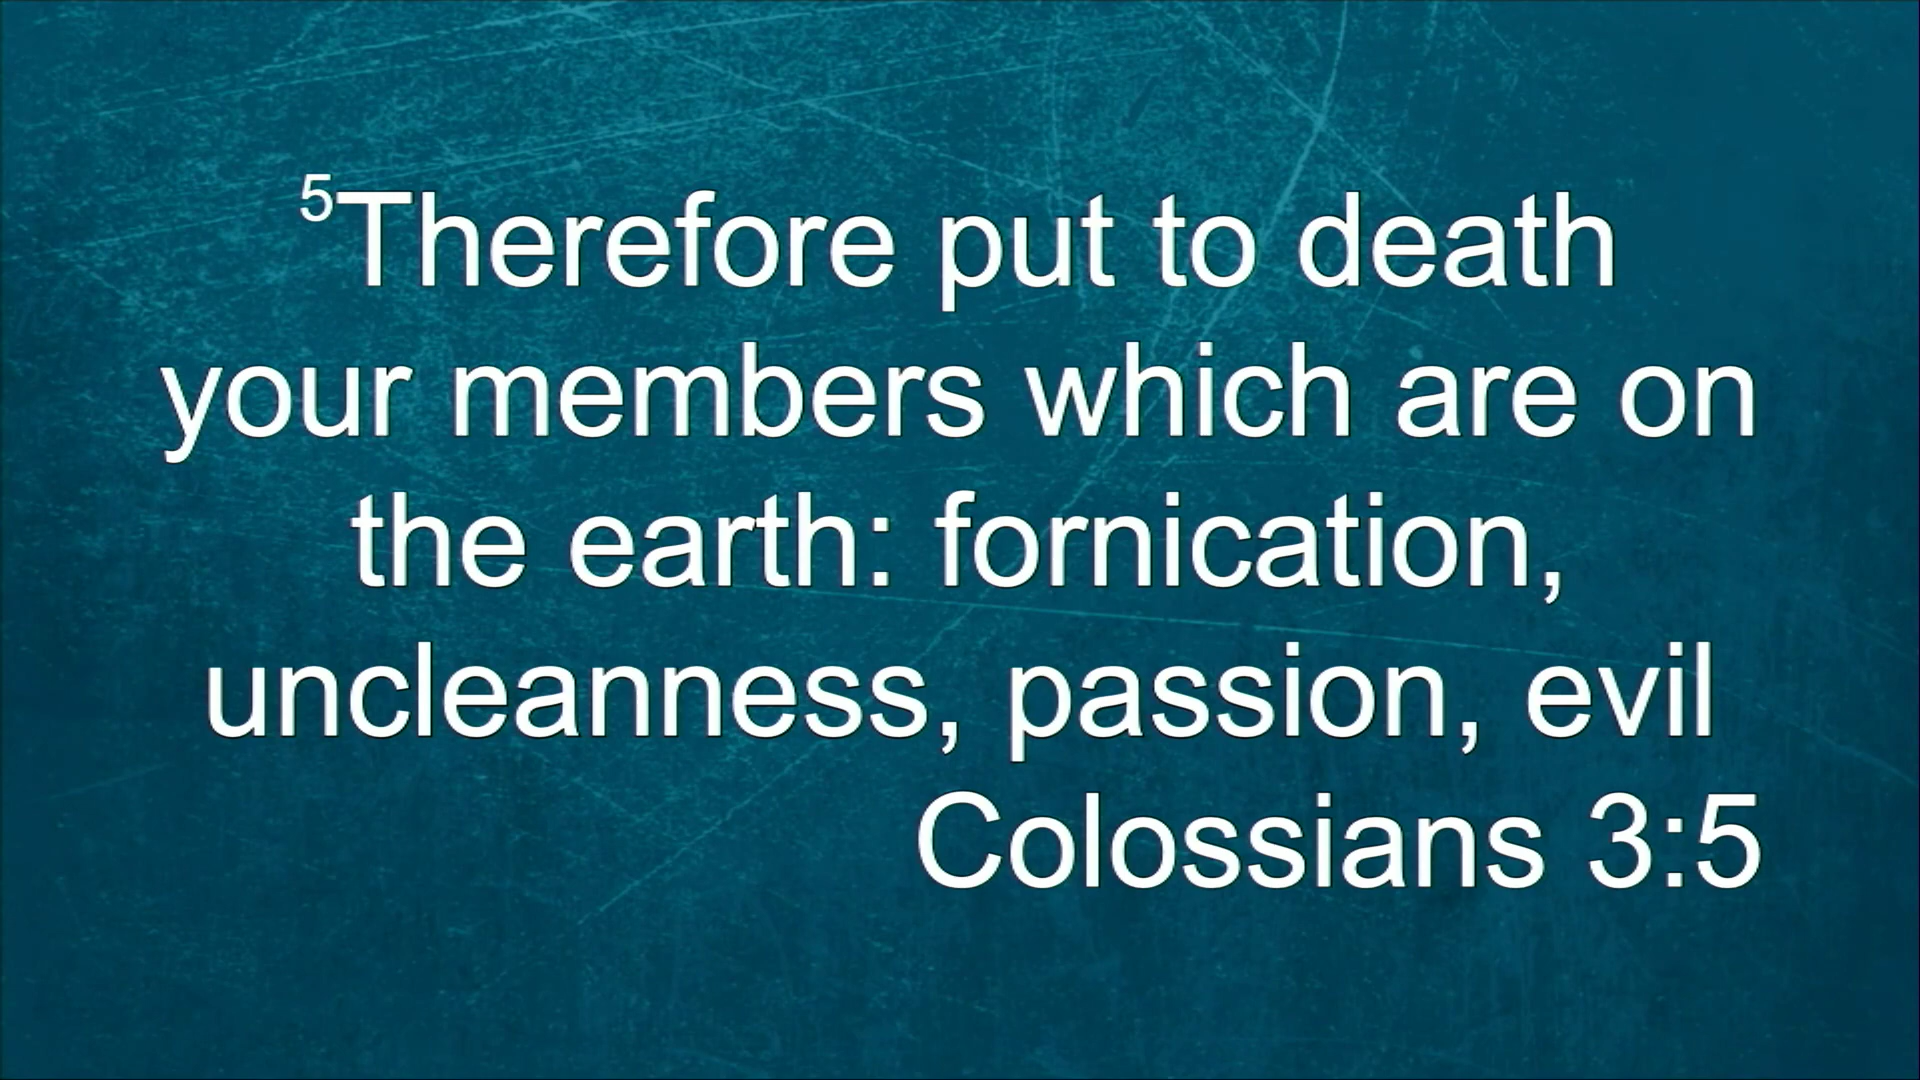 ⁵Therefore put to death
your members which are on
the earth: fornication,
uncleanness, passion, evil
Colossians 3:5